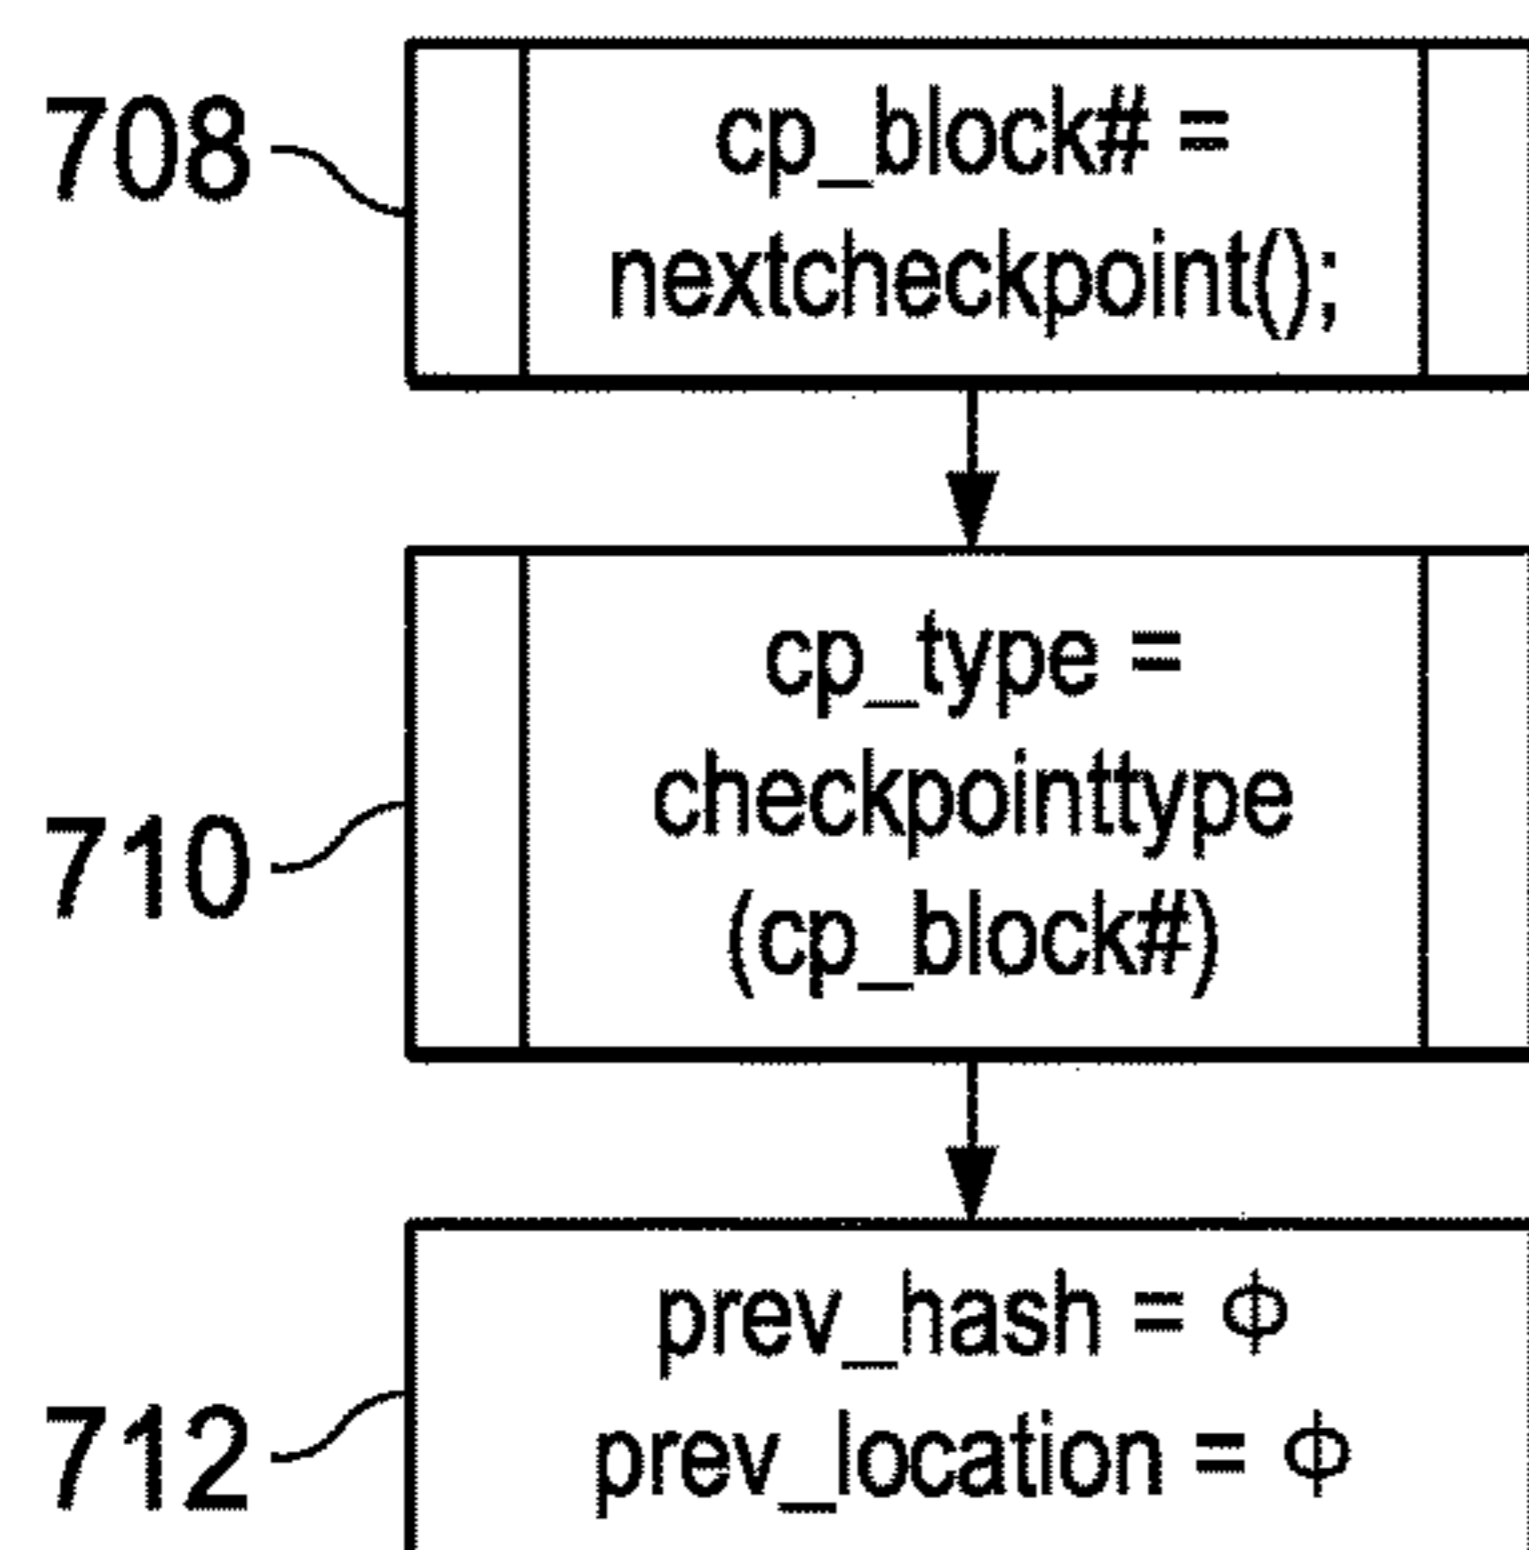 708
cp_block# =
nextcheckpoint();
710
cp_type =
checkpointtype
(cp_block#)
712
prev_hash = Φ
prev_location = Φ